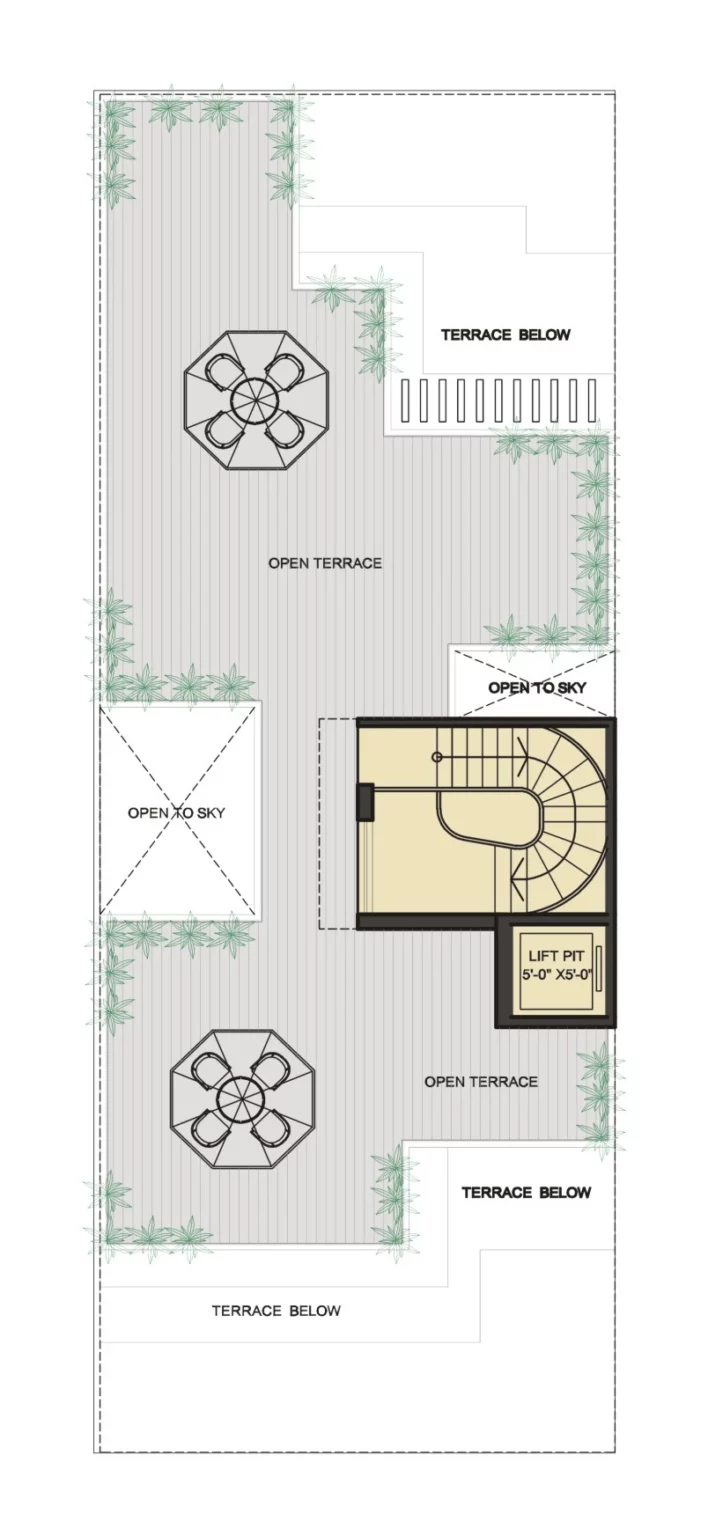 TERRACE BELOW
OPEN TERRACE
OPEN TO SKY
OPEN TO SKY
LIFT PIT
5'-0" X5'-0"
OPEN TERRACE
TERRACE BELOW
TERRACE BELOW